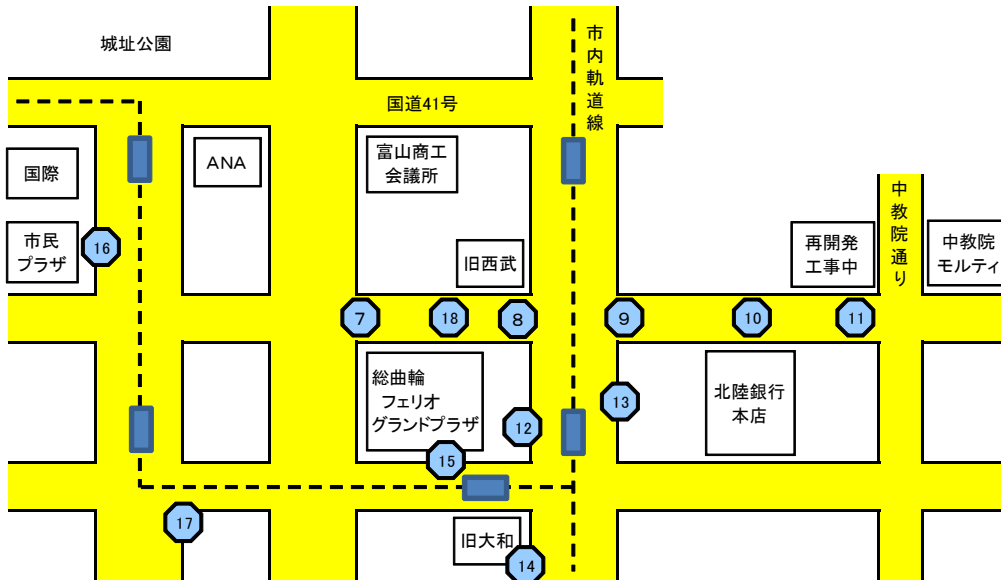 城址公園
市内軌道線
国道41号
国際
ANA
富山商工
会議所
中教院通り
市民
プラザ
16
旧西武
再開発
工事中
中教院
モルティ
7
18
8
9
10
11
総曲輪
フェリオ
グランドプラザ
12
13
北陸銀行
本店
15
17
旧大和
14